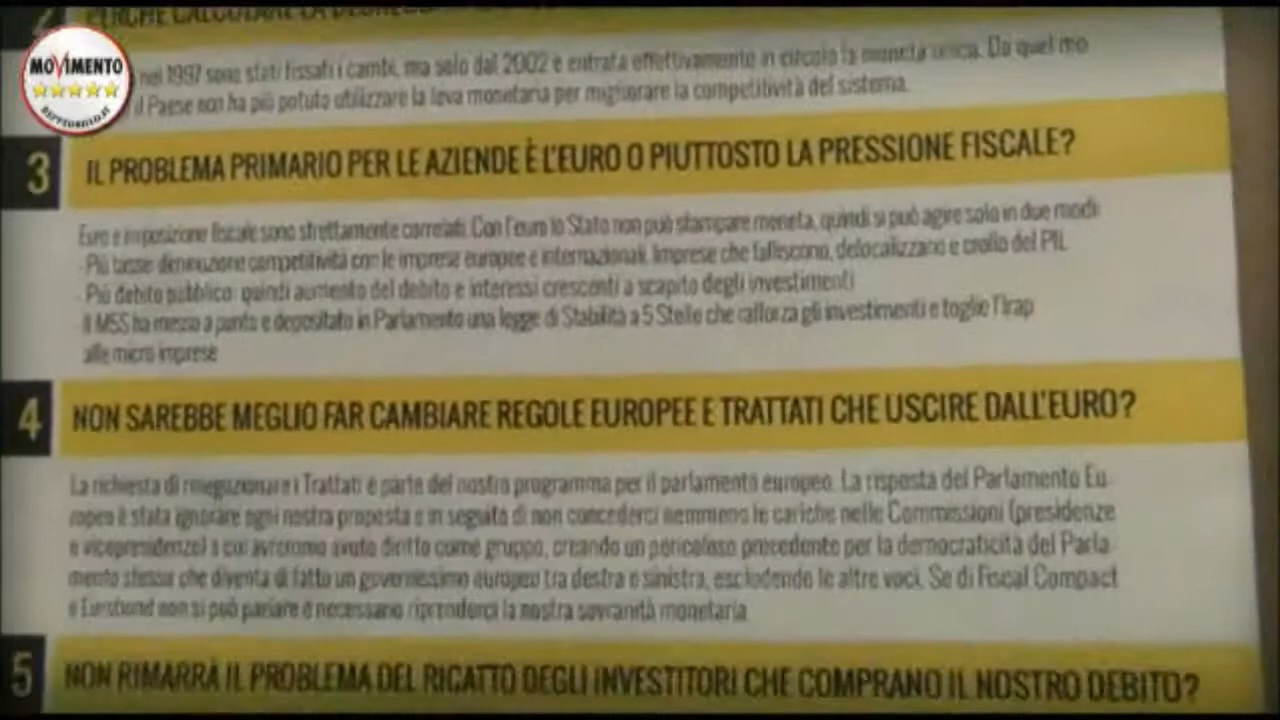 2 PERCHÉ CALCOLARE LA
MOVIMENTO
BEPPEGRILLO.IT
nel 1997 sono stati fissati i cambi, ma solo dal 2002 è entrata effettivamente in circolo la moneta unica. Da quel mo
il Paese non ha più potuto utilizzare la leva monetaria per migliorare la competitività del sistema.
3 IL PROBLEMA PRIMARIO PER LE AZIENDE È L'EURO O PIUTTOSTO LA PRESSIONE FISCALE?
Euro e imposizione fiscale sono strettamente correlati. Con l'euro lo Stato non può stampare moneta, quindi si può agire solo in due modi:
- Più tasse: diminuzione competitività con le imprese europee e internazionali. Imprese che falliscono, delocalizzano e crollo del PIL
- Più debito pubblico: quindi aumento del debito e interessi crescenti a scapito degli investimenti
Il M5S ha messo a punto e depositato in Parlamento una legge di Stabilità a 5 Stelle che rafforza gli investimenti e toglie l'Irap
alle micro imprese
4 NON SAREBBE MEGLIO FAR CAMBIARE REGOLE EUROPEE E TRATTATI CHE USCIRE DALL'EURO?
La richiesta di rinegozionare i Trattati è parte del nostro programma per il parlamento europeo. La risposta del Parlamento Eu-
ropeo è stata ignorare ogni nostra proposta e in seguito di non concederci nemmeno le cariche nelle Commissioni (presidenze
e vicepresidenze) a cui avremmo avuto diritto come gruppo, creando un pericoloso precedente per la democraticità del Parla-
mento stesso che diventa di fatto un governissimo europeo tra destra e sinistra, escludendo le altre voci. Se di Fiscal Compact
e Eurobond non si può parlare è necessario riprenderci la nostra sovranità monetaria
5 NON RIMARRÀ IL PROBLEMA DEL RICATTO DEGLI INVESTITORI CHE COMPRANO IL NOSTRO DEBITO?